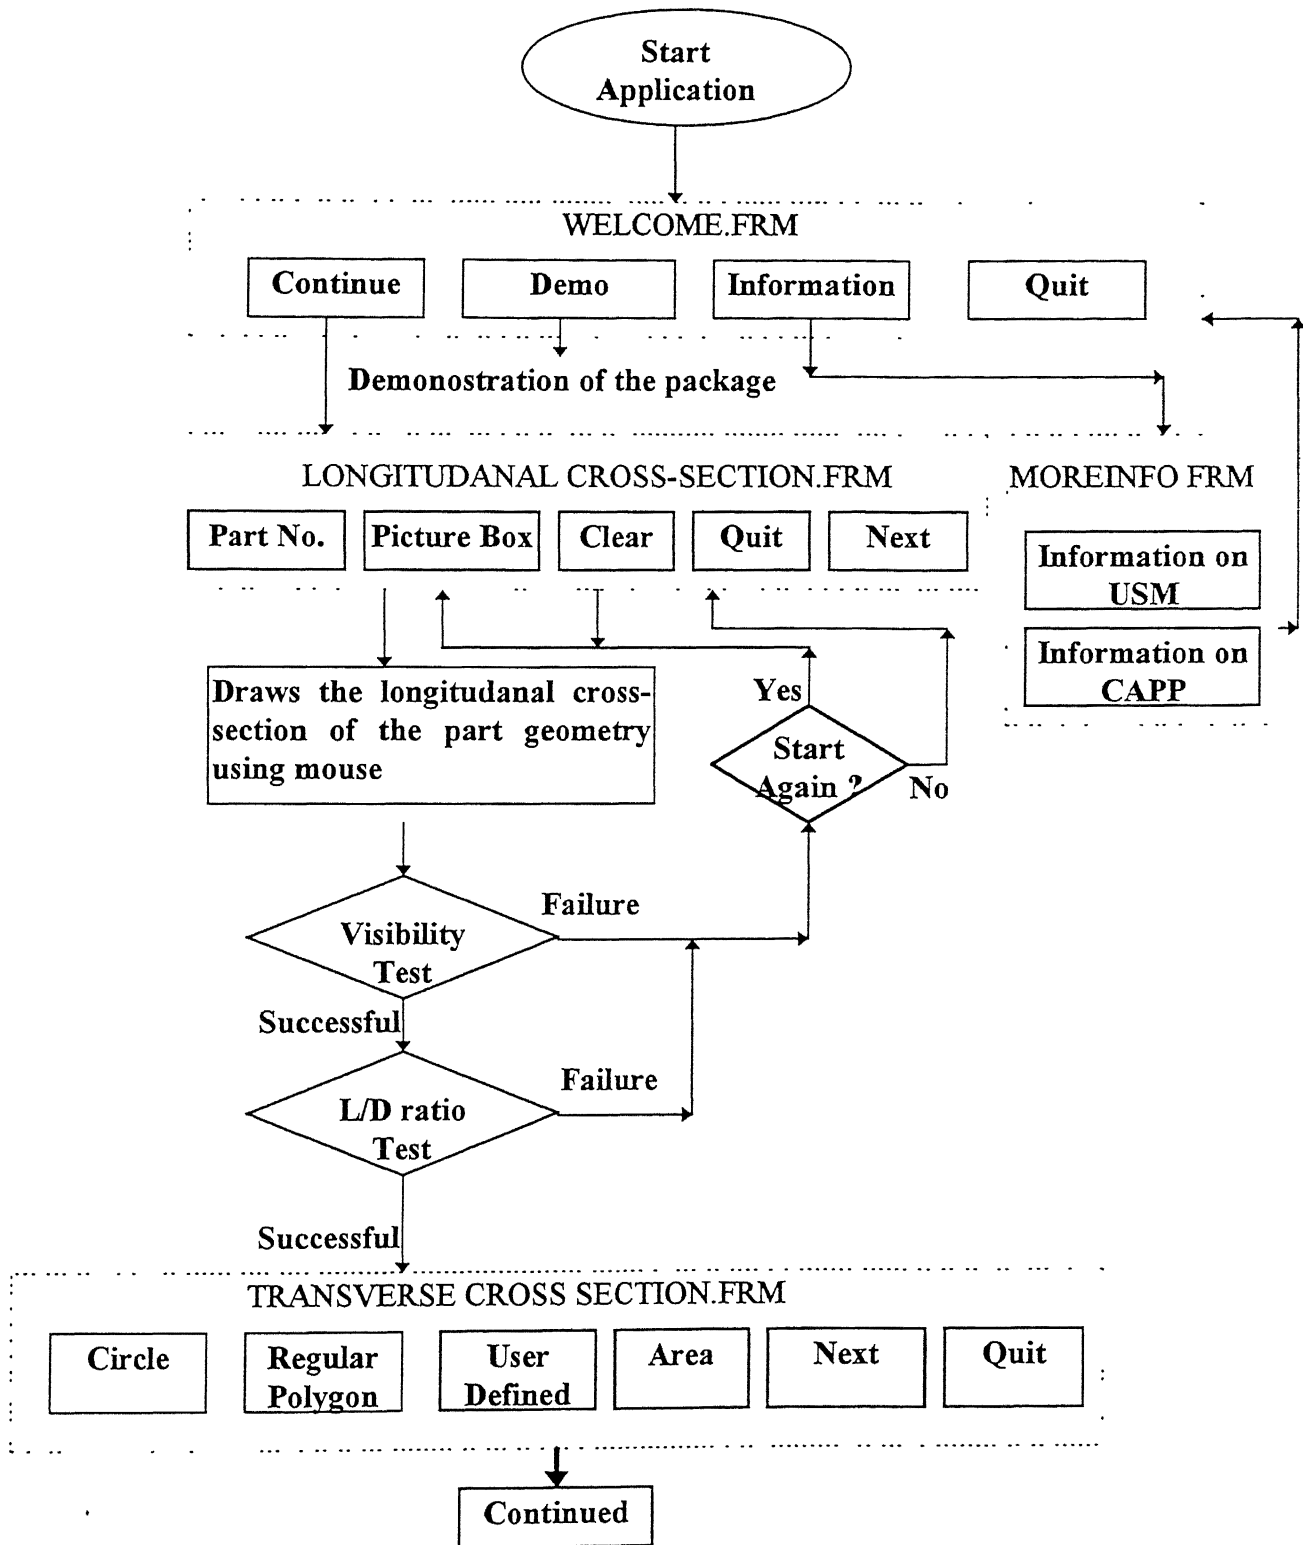 Start
Application
WELCOME.FRM
Continue
Demo
Information
Quit
Demonostration of the package
LONGITUDANAL CROSS-SECTION.FRM
MOREINFO FRM
Part No.
Picture Box
Clear
Quit
Next
Information on
USM
Information on
CAPP
Draws the longitudanal cross-
section of the part geometry
using mouse
Yes
Start
Again ?
No
Failure
Visibility
Test
Successful
Failure
L/D ratio
Test
Successful
TRANSVERSE CROSS SECTION.FRM
Circle
Regular
Polygon
User
Defined
Area
Next
Quit
Continued